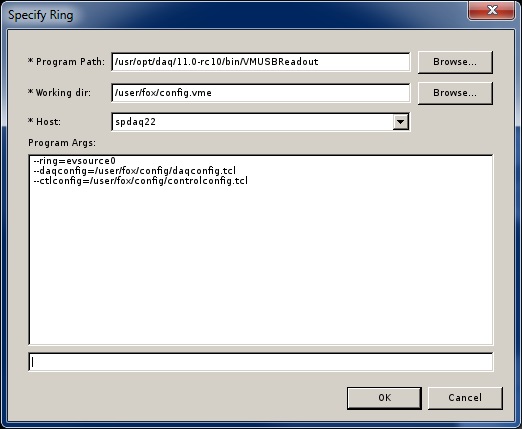 Specify Ring
* Program Path: /usr/opt/daq/11.0-rc10/bin/VMUSBReadout Browse...
* Working dir: /user/fox/config.vme Browse...
* Host: spdaq22
Program Args:
--ring=evsource0
--daqconfig=/user/fox/config/daqconfig.tcl
--ctlconfig=/user/fox/config/controlconfig.tcl
OK Cancel